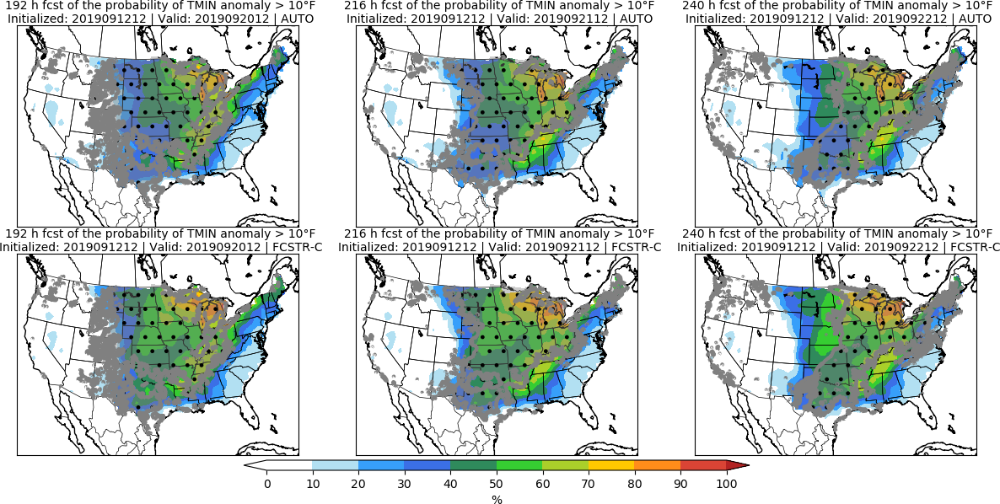 192 h fcst of the probability of TMIN anomaly > 10°F
Initialized: 2019091212 | Valid: 2019092012 | AUTO
216 h fcst of the probability of TMIN anomaly > 10°F
Initialized: 2019091212 | Valid: 2019092112 | AUTO
240 h fcst of the probability of TMIN anomaly > 10°F
Initialized: 2019091212 | Valid: 2019092212 | AUTO
192 h fcst of the probability of TMIN anomaly > 10°F
Initialized: 2019091212 | Valid: 2019092012 | FCSTR-C
216 h fcst of the probability of TMIN anomaly > 10°F
Initialized: 2019091212 | Valid: 2019092112 | FCSTR-C
240 h fcst of the probability of TMIN anomaly > 10°F
Initialized: 2019091212 | Valid: 2019092212 | FCSTR-C
0 10 20 30 40 50 60 70 80 90 100
%